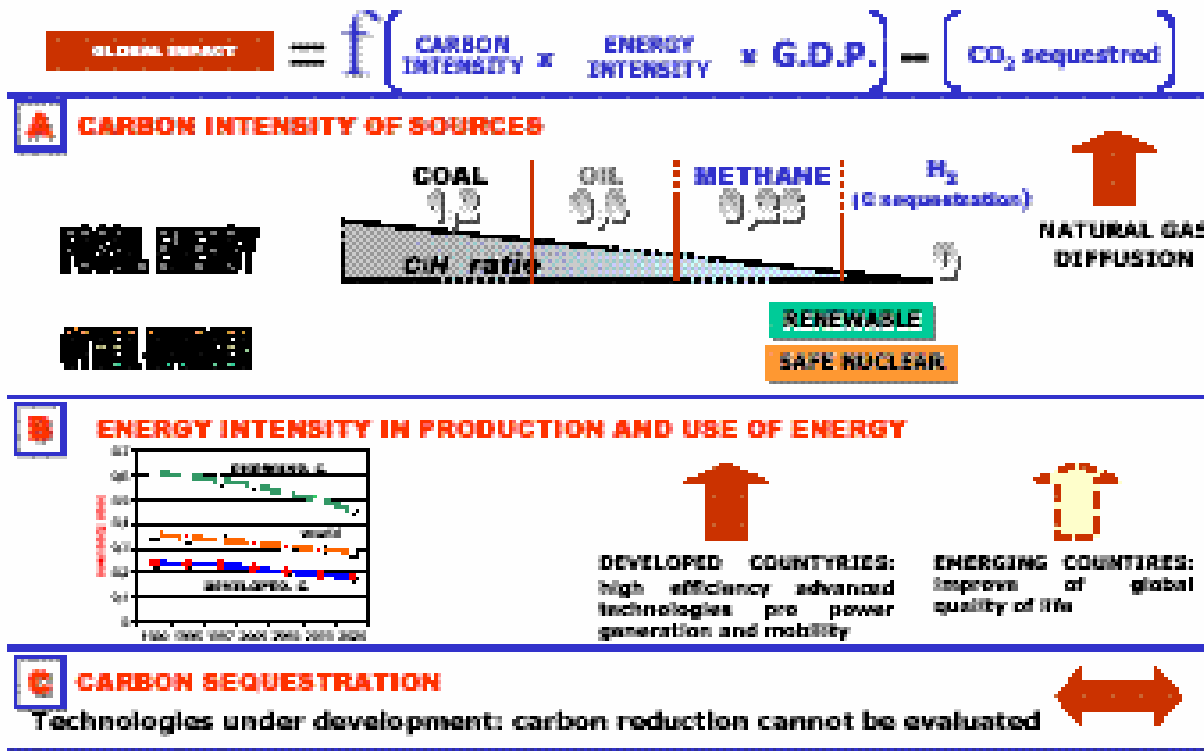 GLOBAL IMPACT = f ( CARBON INTENSITY x ENERGY INTENSITY x G.D.P. ) – ( CO₂ sequestred )
A CARBON INTENSITY OF SOURCES
COAL OIL METHANE H₂
(C sequestration)
C:H ratio
NATURAL GAS
DIFFUSION
RENEWABLE
SAFE NUCLEAR
B ENERGY INTENSITY IN PRODUCTION AND USE OF ENERGY
World
DEVELOPED C.
DEVELOPED COUNTYRIES:
high efficiency advanced
technologies pro power
generation and mobility
EMERGING COUNTIRES:
improve of global
quality of life
C CARBON SEQUESTRATION
Technologies under development: carbon reduction cannot be evaluated